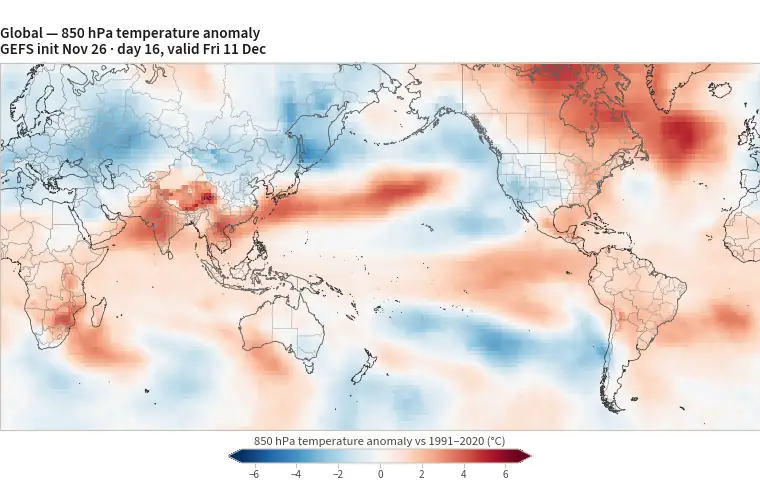 Global — 850 hPa temperature anomaly
GEFS init Nov 26 · day 16, valid Fri 11 Dec
850 hPa temperature anomaly vs 1991–2020 (°C)
−6 −4 −2 0 2 4 6